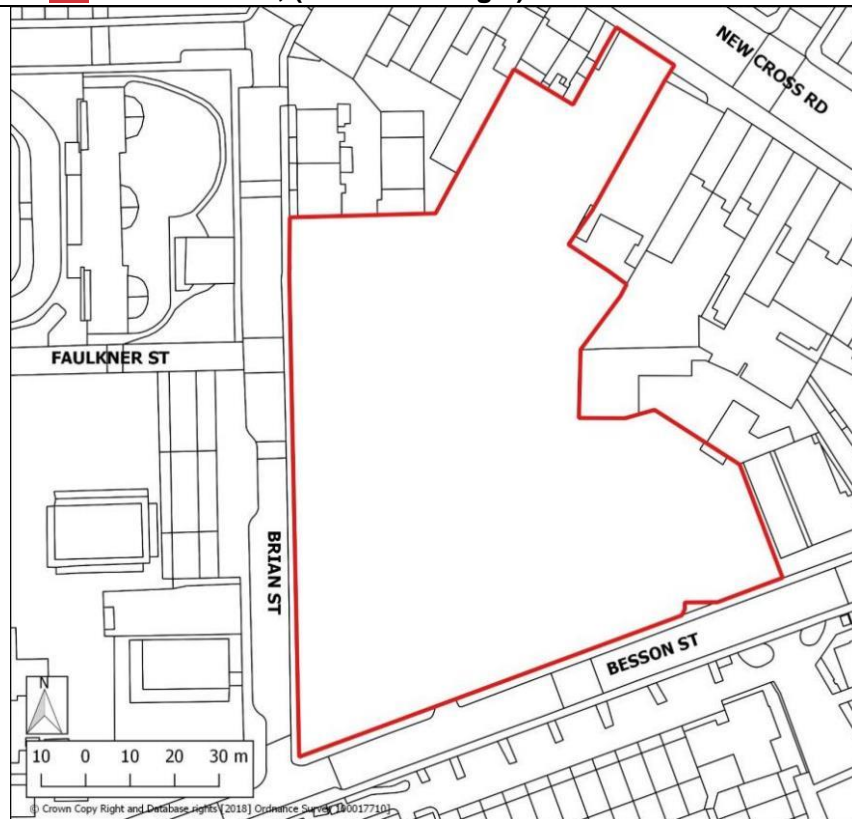 NEW CROSS RD
FAULKNER ST
BRIAN ST
BESSON ST
N
10 0 10 20 30 m
© Crown Copy Right and Database rights [2018] Ordnance Survey 100017710]